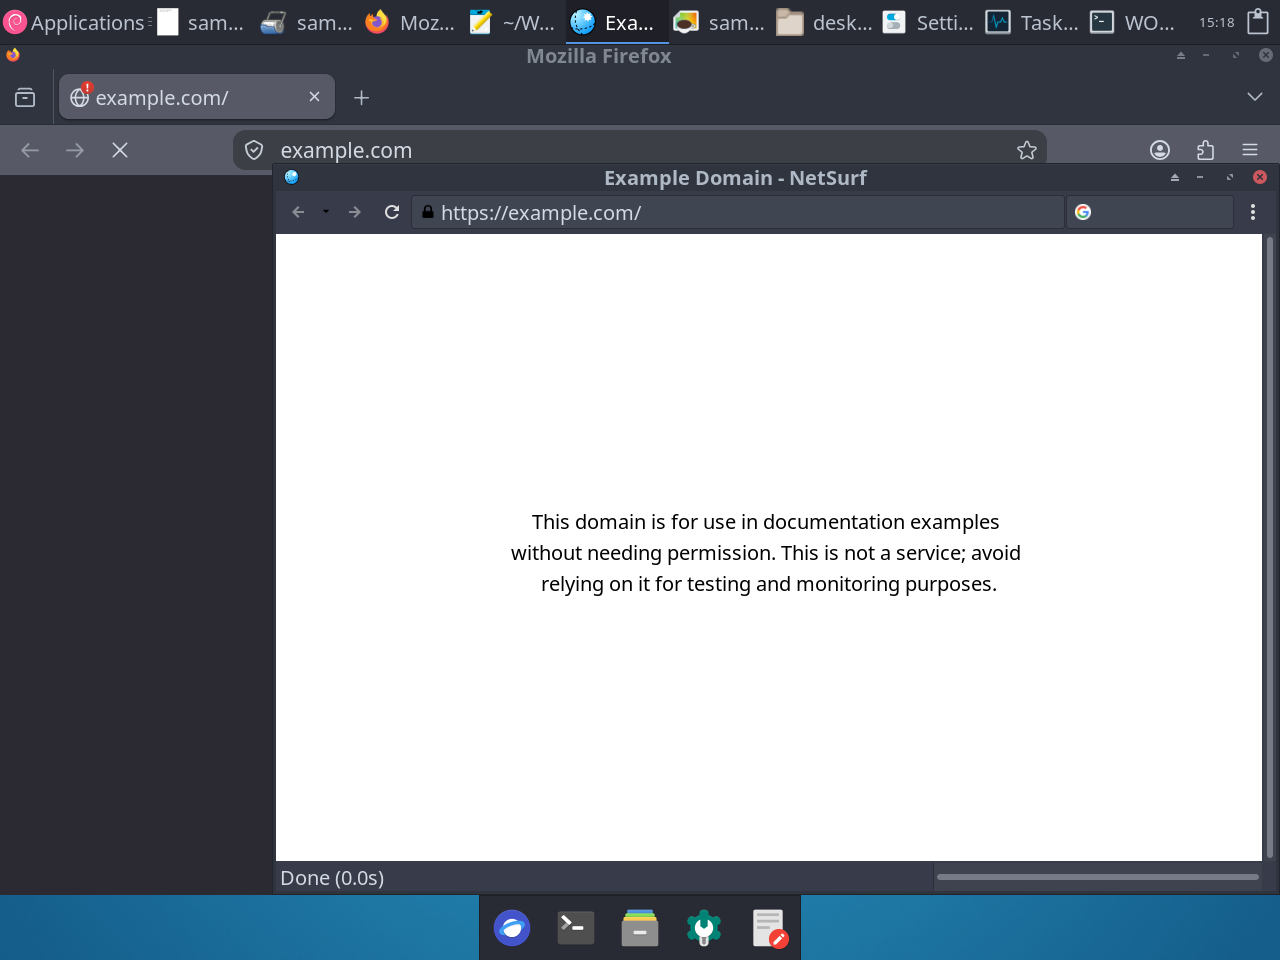 Applications
sam...
sam...
Moz...
~/W...
Exa...
sam...
desk...
Setti...
Task...
WO...
15:18
Mozilla Firefox
example.com/
example.com
Example Domain - NetSurf
https://example.com/
This domain is for use in documentation examples
without needing permission. This is not a service; avoid
relying on it for testing and monitoring purposes.
Done (0.0s)